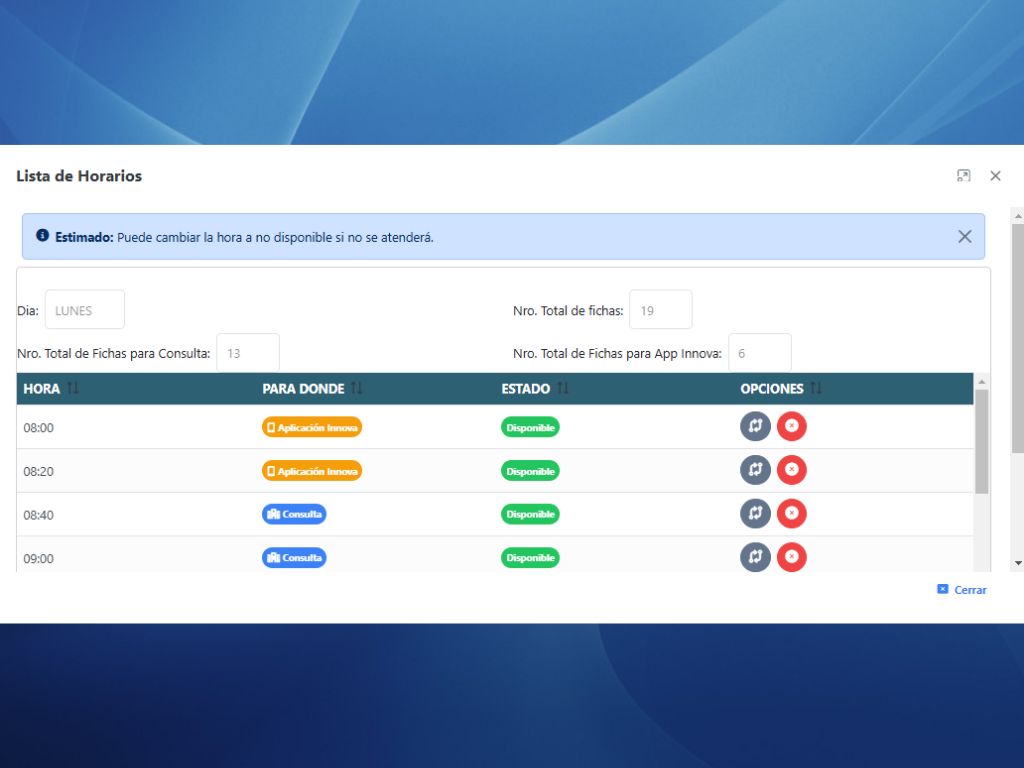 Lista de Horarios
Estimado: Puede cambiar la hora a no disponible si no se atenderá.
Dia: LUNES Nro. Total de fichas: 19
Nro. Total de Fichas para Consulta: 13 Nro. Total de Fichas para App Innova: 6
HORA PARA DONDE ESTADO OPCIONES
08:00 Aplicación Innova Disponible
08:20 Aplicación Innova Disponible
08:40 Consulta Disponible
09:00 Consulta Disponible
Cerrar